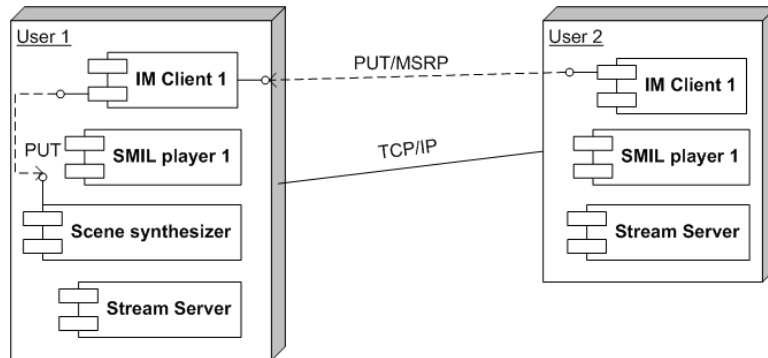 User 1
IM Client 1
PUT
SMIL player 1
Scene synthesizer
Stream Server
PUT/MSRP
TCP/IP
User 2
IM Client 1
SMIL player 1
Stream Server